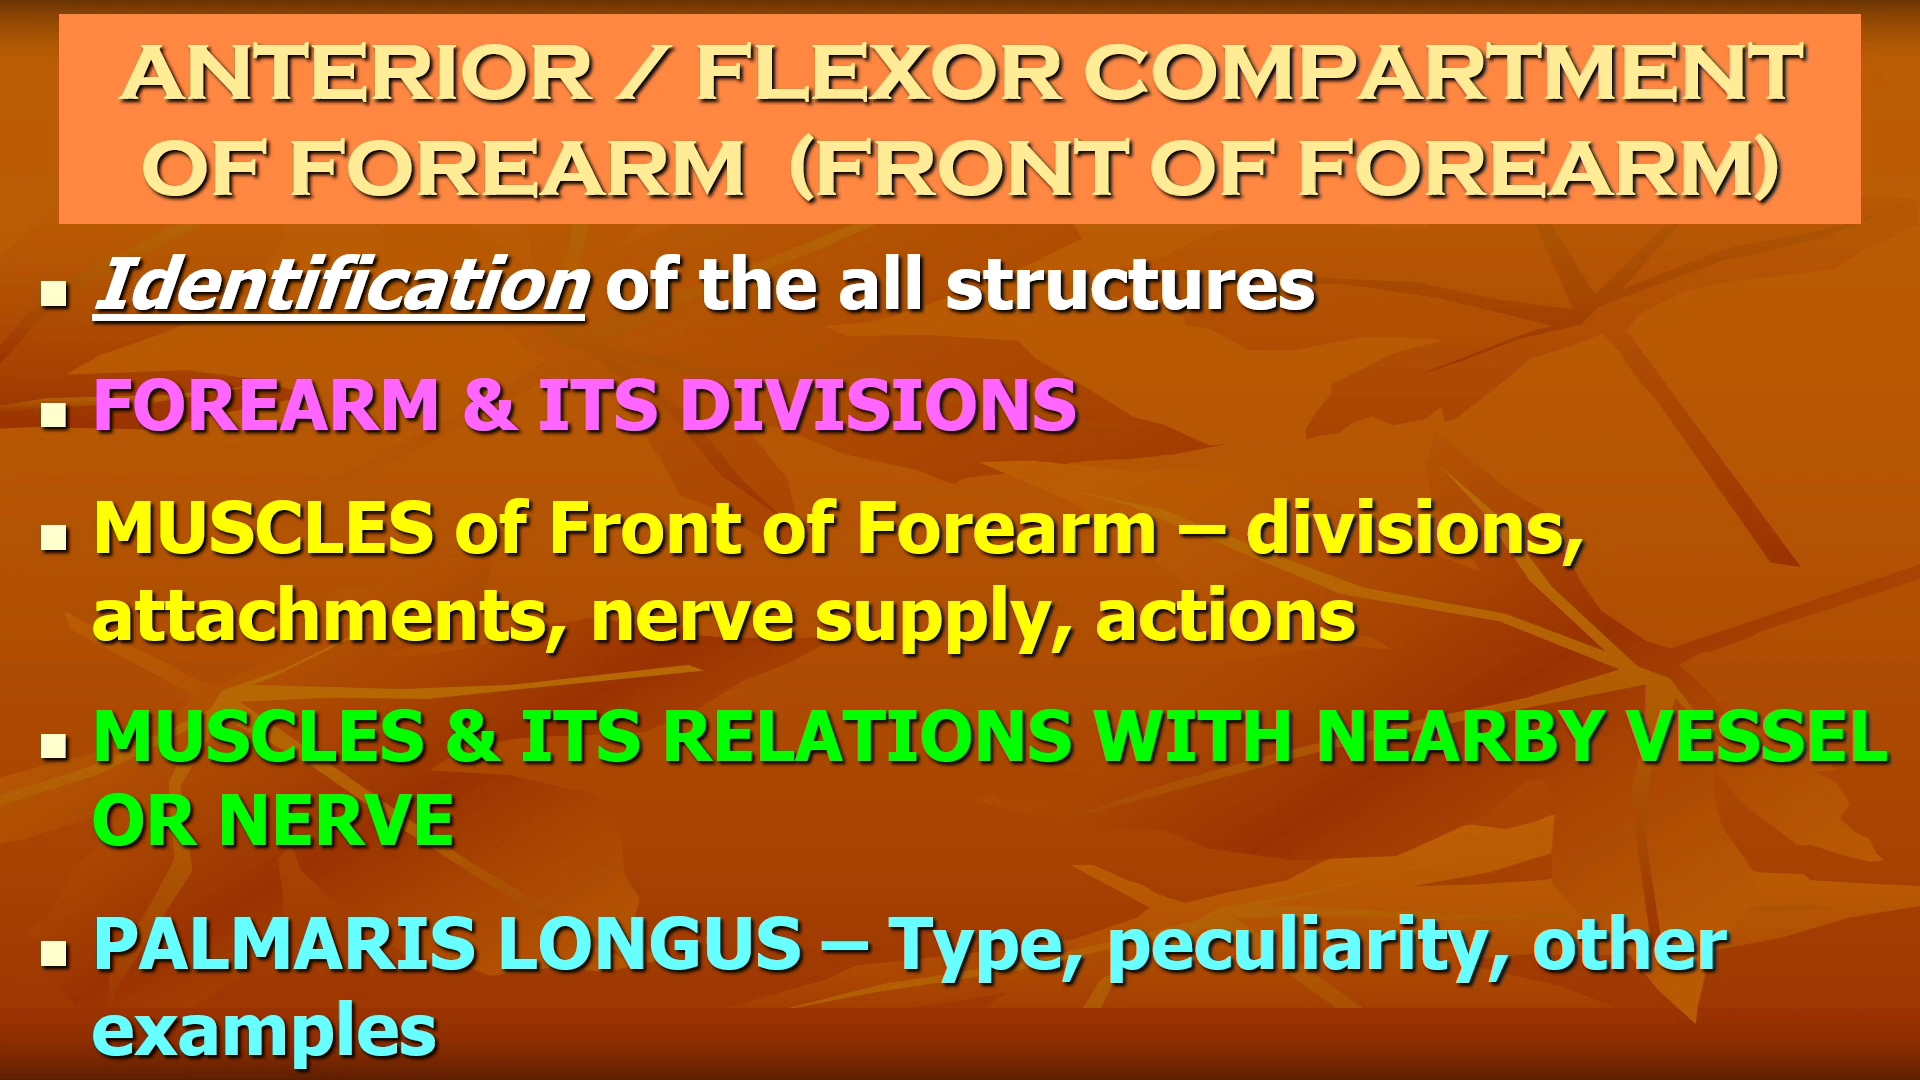 ANTERIOR / FLEXOR COMPARTMENT
OF FOREARM (FRONT OF FOREARM)
Identification of the all structures
FOREARM & ITS DIVISIONS
MUSCLES of Front of Forearm – divisions,
attachments, nerve supply, actions
MUSCLES & ITS RELATIONS WITH NEARBY VESSEL
OR NERVE
PALMARIS LONGUS – Type, peculiarity, other
examples